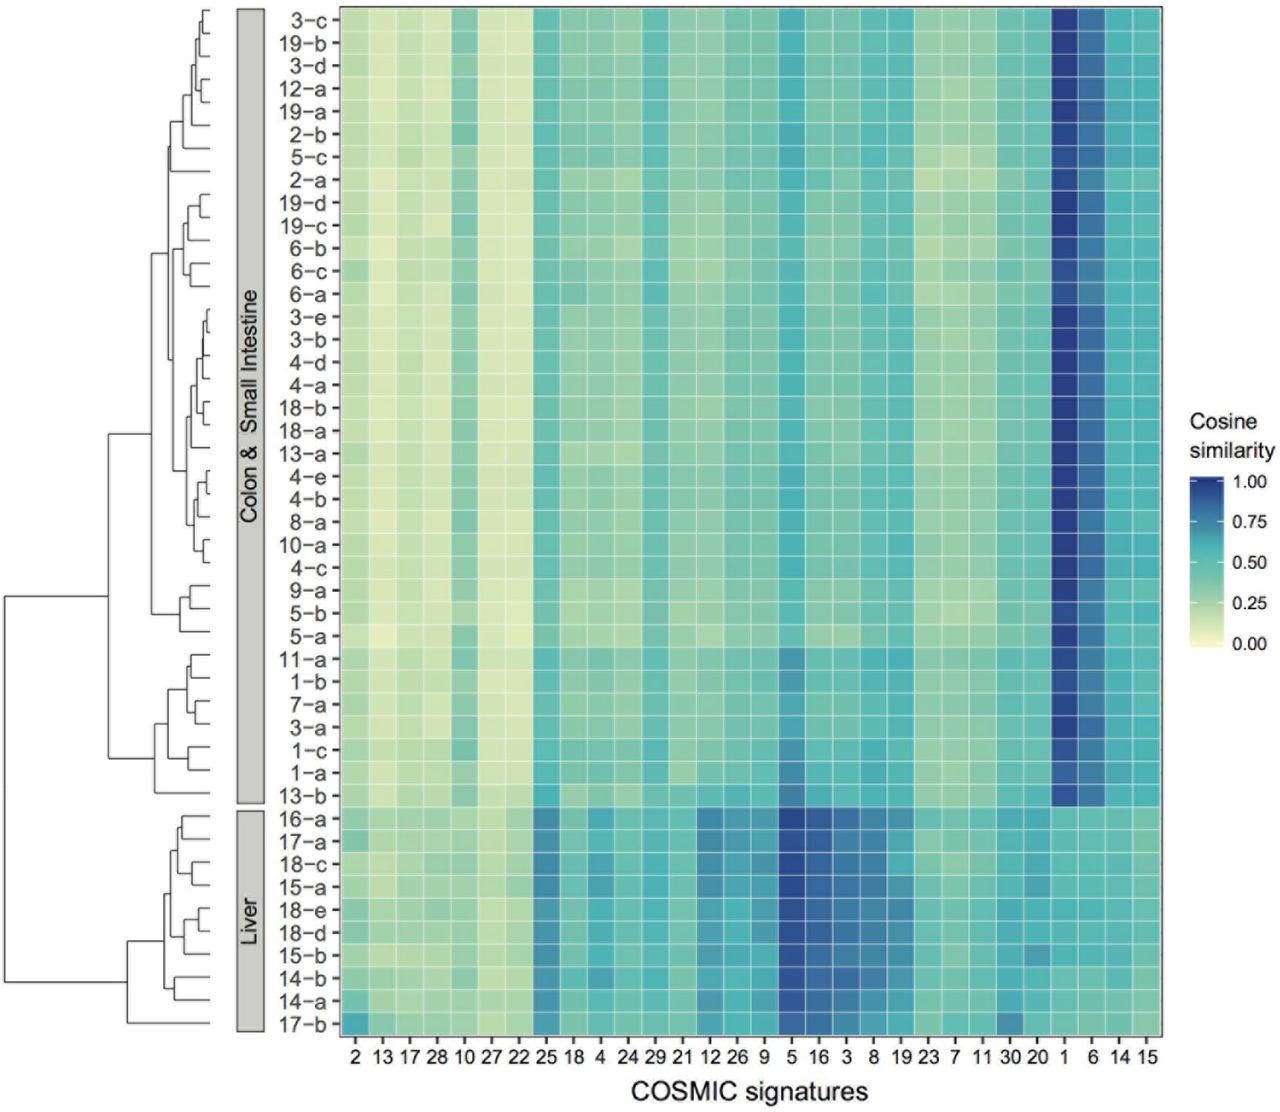 3-c
19-b
3-d
12-a
19-a
2-b
5-c
2-a
19-d
19-c
6-b
6-c
6-a
3-e
3-b
4-d
4-a
18-b
18-a
13-a
4-e
4-b
8-a
10-a
4-c
9-a
5-b
5-a
11-a
1-b
7-a
3-a
1-c
1-a
13-b
16-a
17-a
18-c
15-a
18-e
18-d
15-b
14-b
14-a
17-b
Colon & Small Intestine
Liver
2 13 17 28 10 27 22 25 18 4 24 29 21 12 26 9 5 16 3 8 19 23 7 11 30 20 1 6 14 15
COSMIC signatures
Cosine
similarity
1.00
0.75
0.50
0.25
0.00